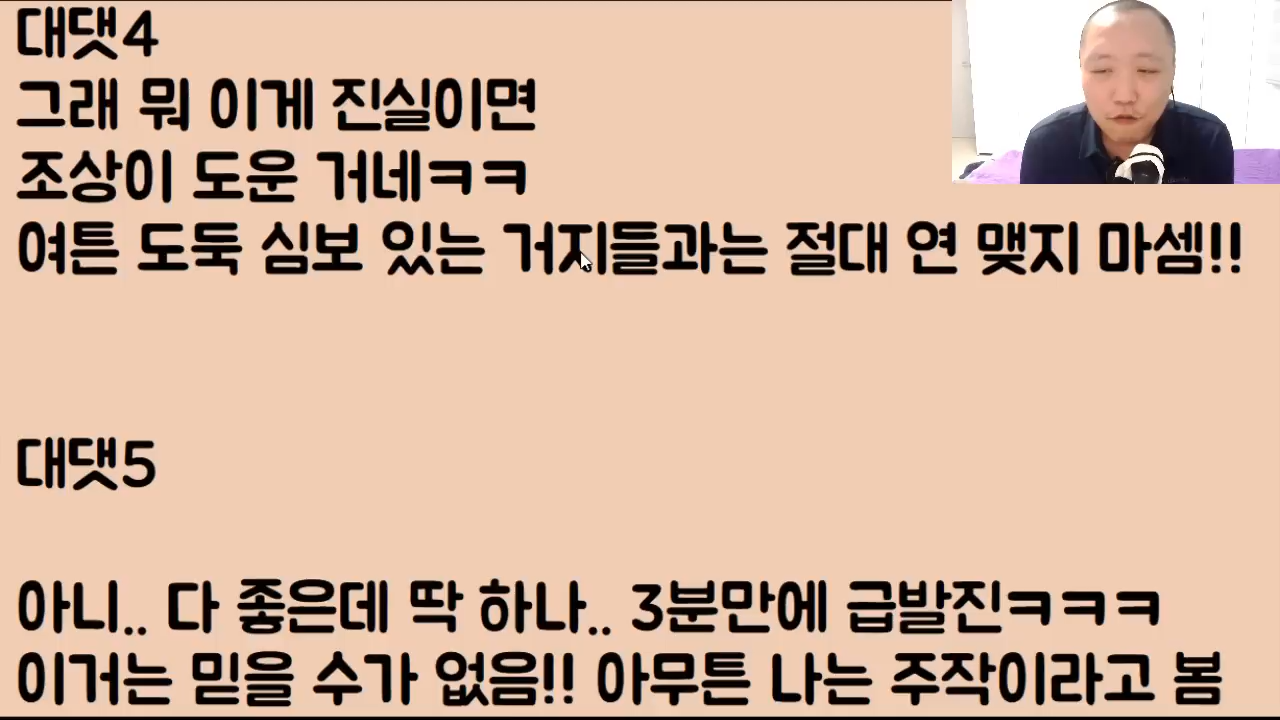 대댓4
그래 뭐 이게 진실이면
조상이 도운 거네ㅋㅋ
여튼 도둑 심보 있는 거지들과는 절대 연 맺지 마셈!!
대댓5
아니.. 다 좋은데 딱 하나.. 3분만에 급발진ㅋㅋㅋ
이거는 믿을 수가 없음!! 아무튼 나는 주작이라고 봄